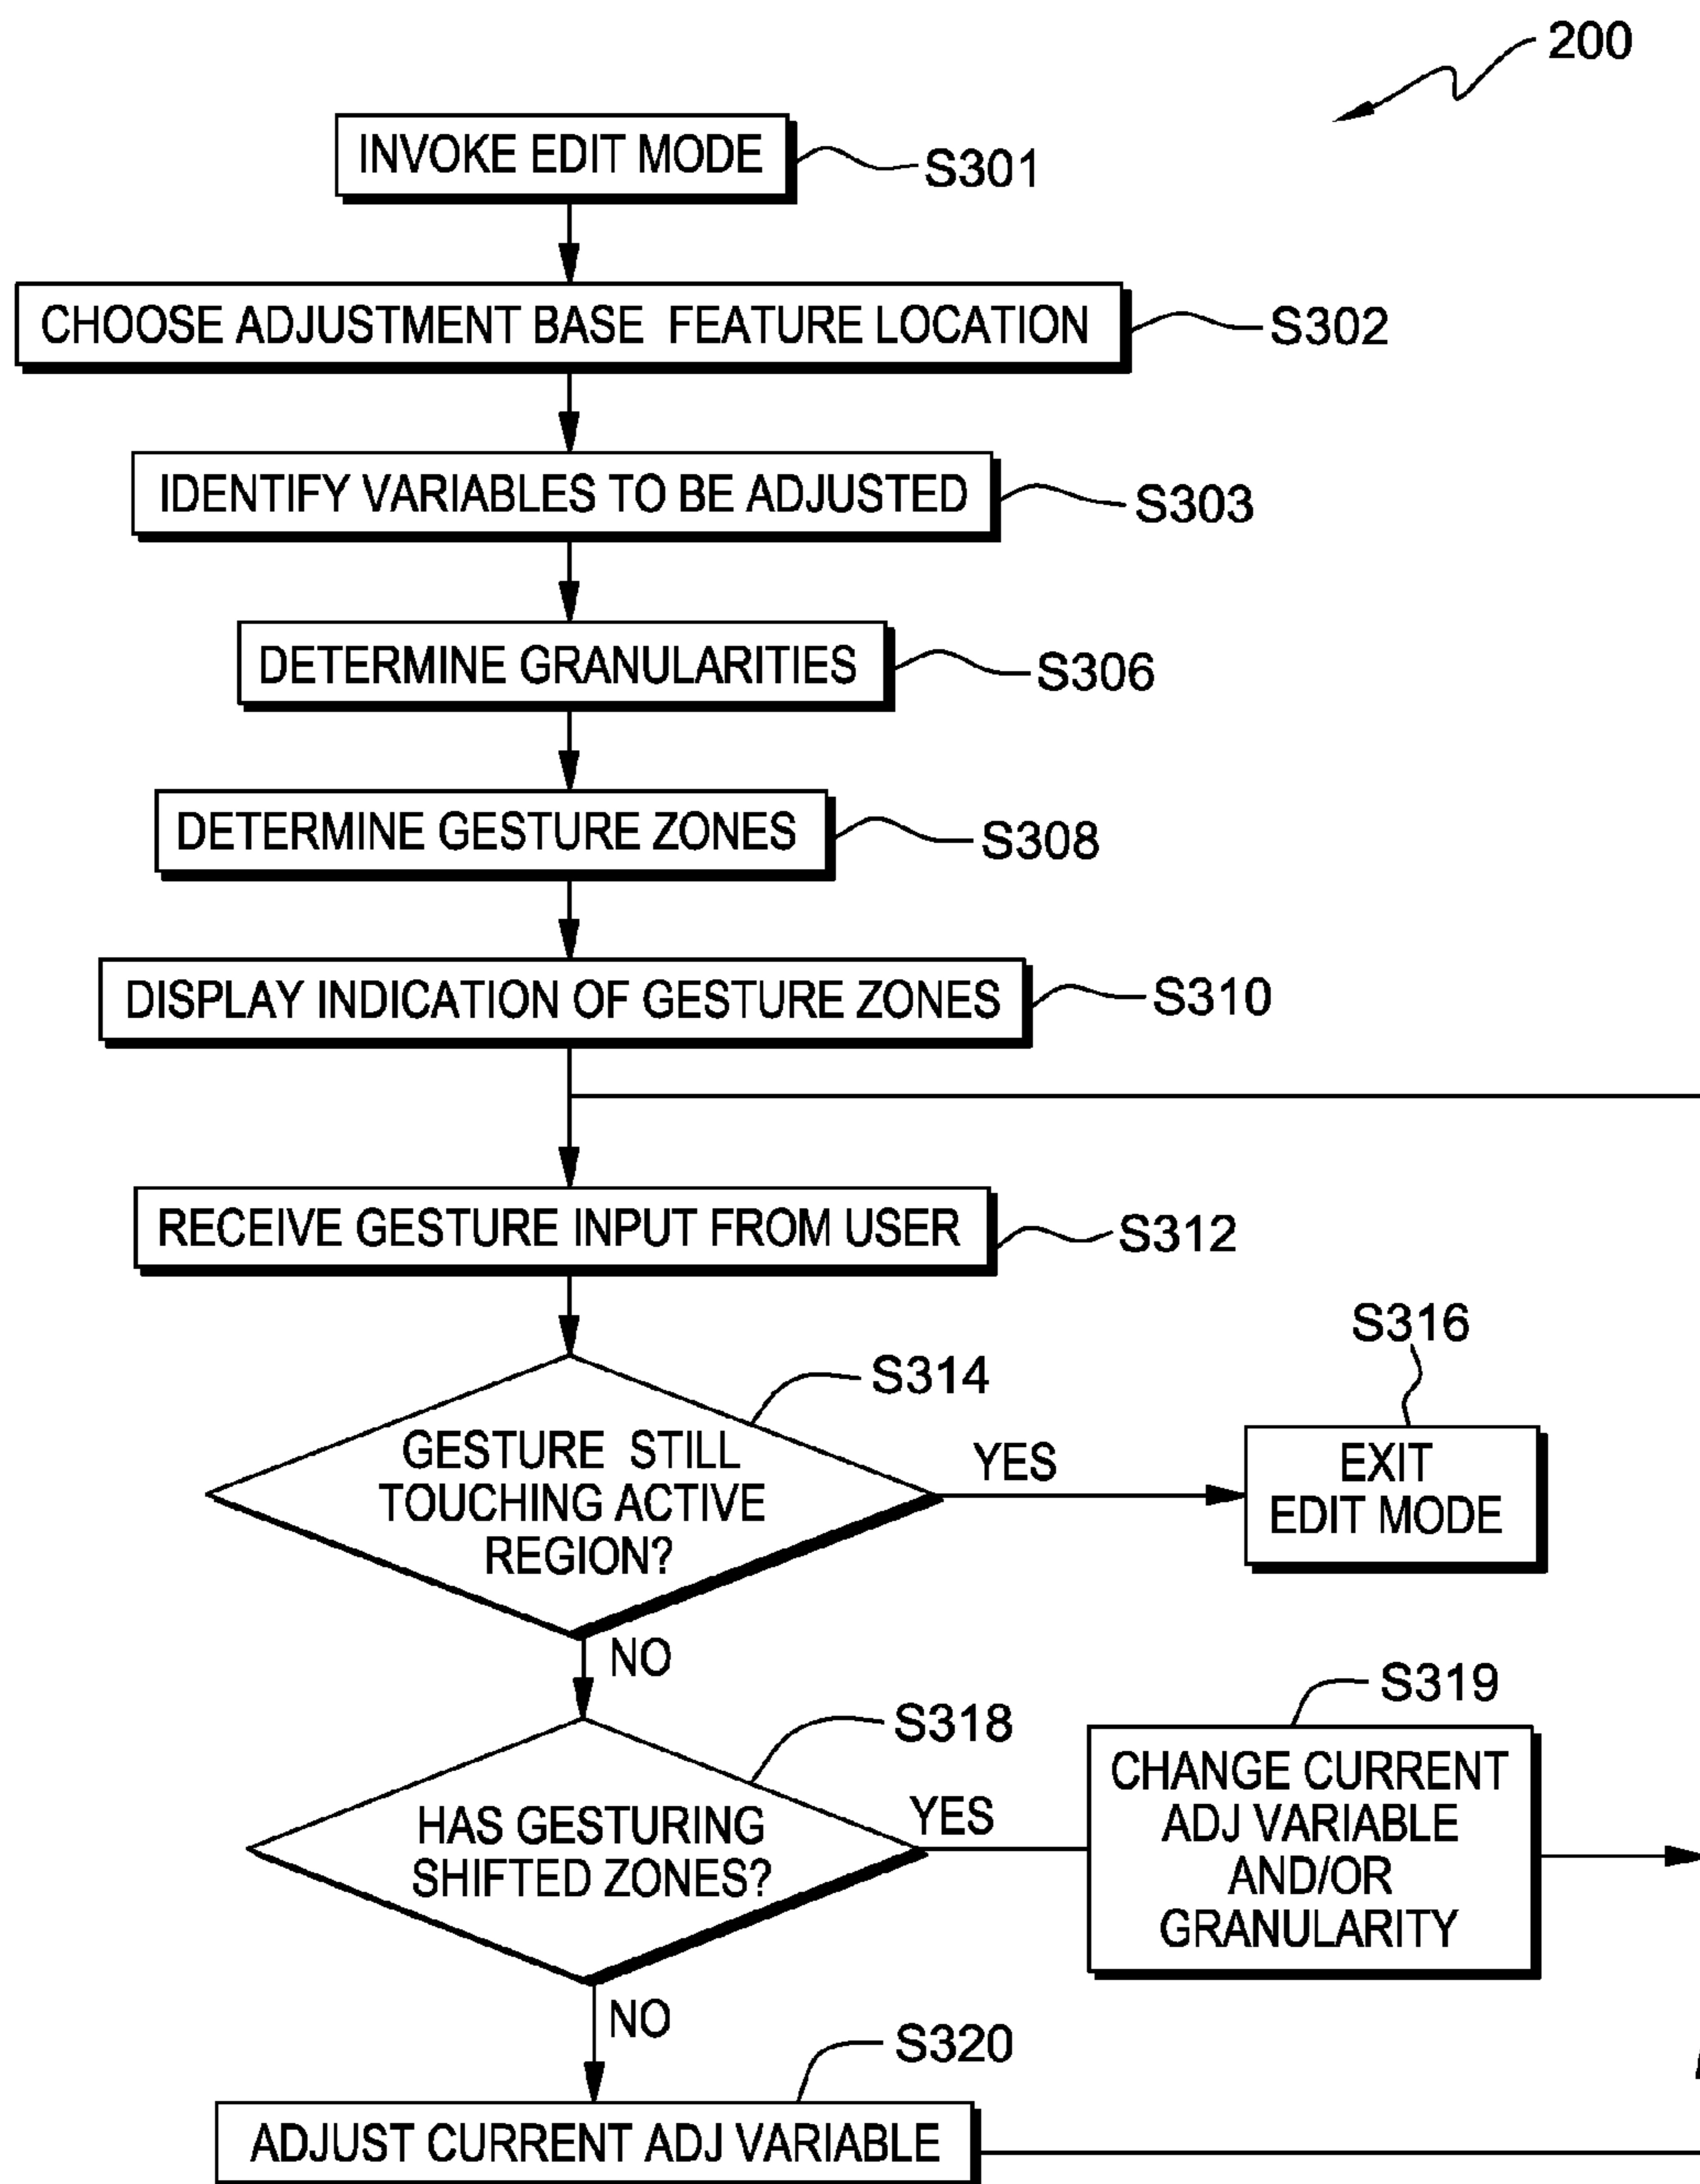 200
INVOKE EDIT MODE
S301
CHOOSE ADJUSTMENT BASE FEATURE LOCATION
S302
IDENTIFY VARIABLES TO BE ADJUSTED
S303
DETERMINE GRANULARITIES
S306
DETERMINE GESTURE ZONES
S308
DISPLAY INDICATION OF GESTURE ZONES
S310
RECEIVE GESTURE INPUT FROM USER
S312
S314
GESTURE STILL
TOUCHING ACTIVE
REGION?
YES
S316
EXIT
EDIT MODE
NO
S318
HAS GESTURING
SHIFTED ZONES?
YES
S319
CHANGE CURRENT
ADJ VARIABLE
AND/OR
GRANULARITY
NO
S320
ADJUST CURRENT ADJ VARIABLE